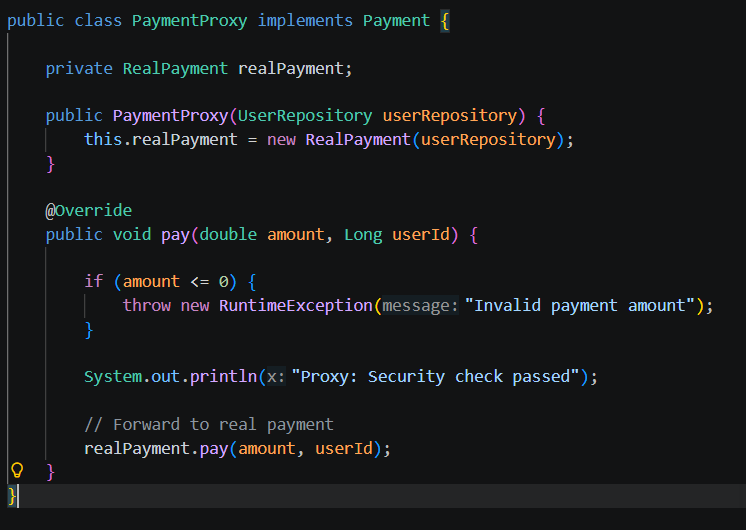 public class PaymentProxy implements Payment {
private RealPayment realPayment;
public PaymentProxy(UserRepository userRepository) {
this.realPayment = new RealPayment(userRepository);
}
@Override
public void pay(double amount, Long userId) {
if (amount <= 0) {
throw new RuntimeException(message: "Invalid payment amount");
}
System.out.println(x: "Proxy: Security check passed");
// Forward to real payment
realPayment.pay(amount, userId);
}
}